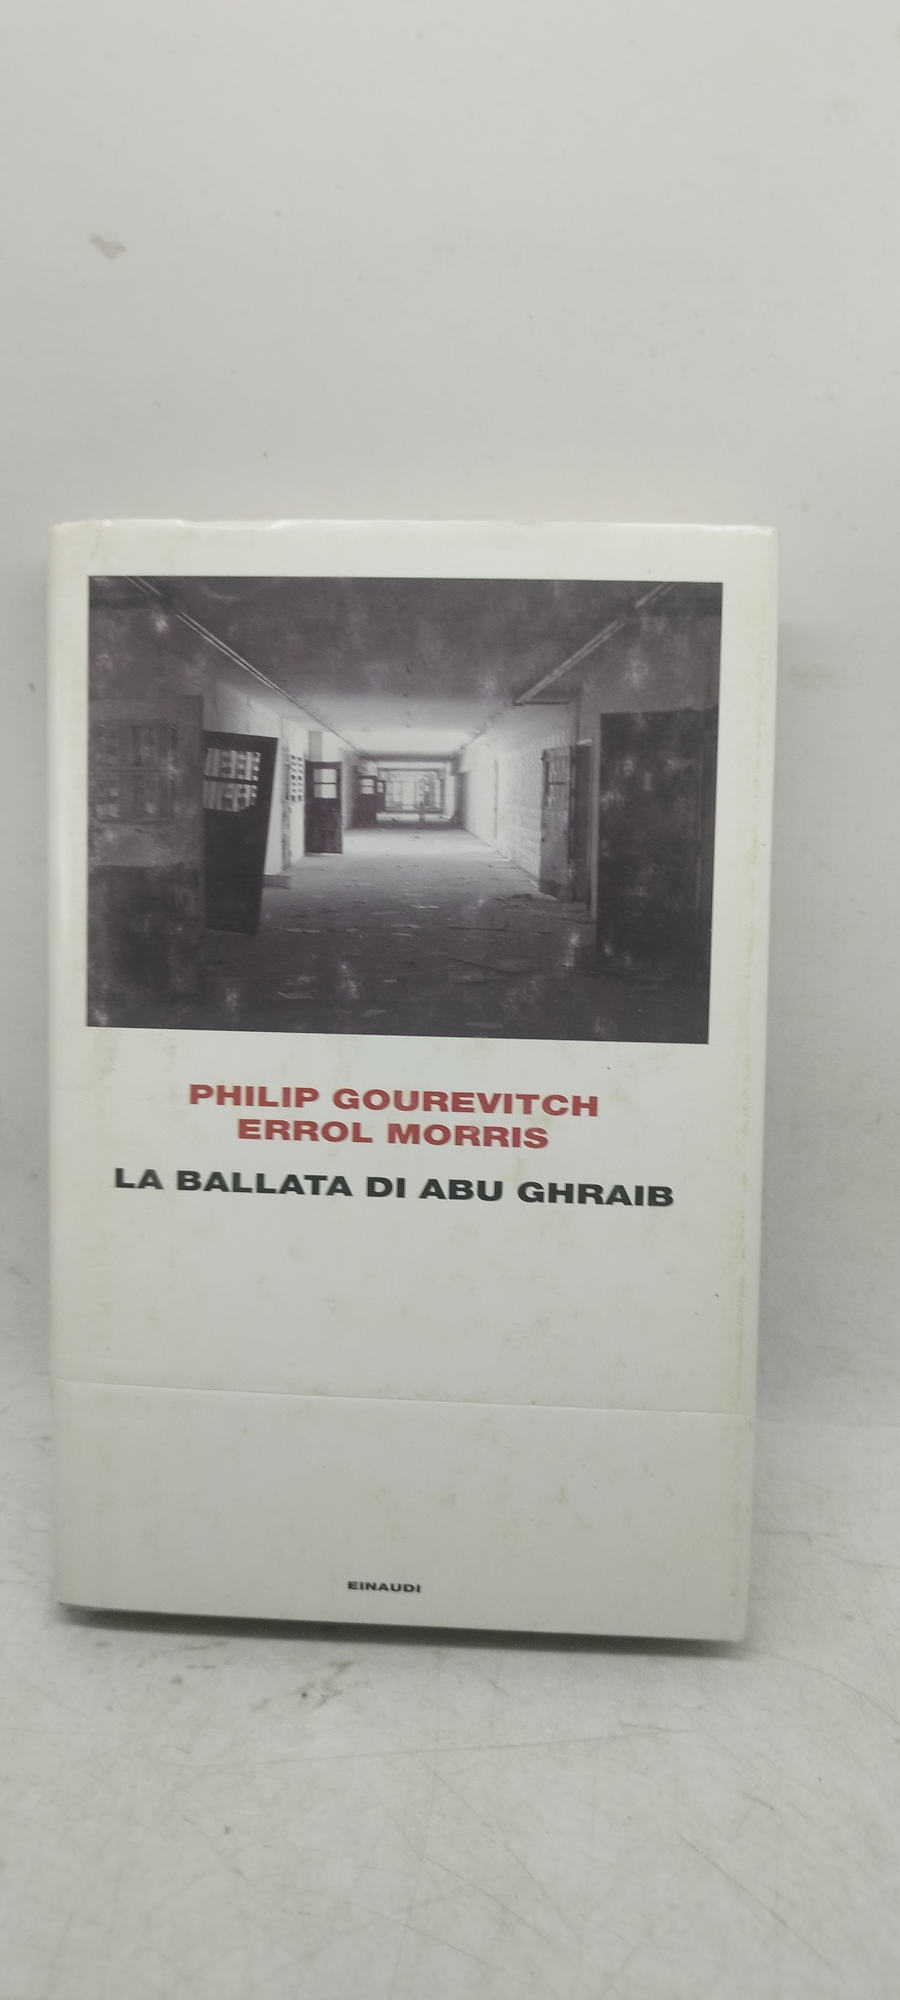 PHILIP GOUREVITCH
ERROL MORRIS
LA BALLATA DI ABU GHRAIB
EINAUDI